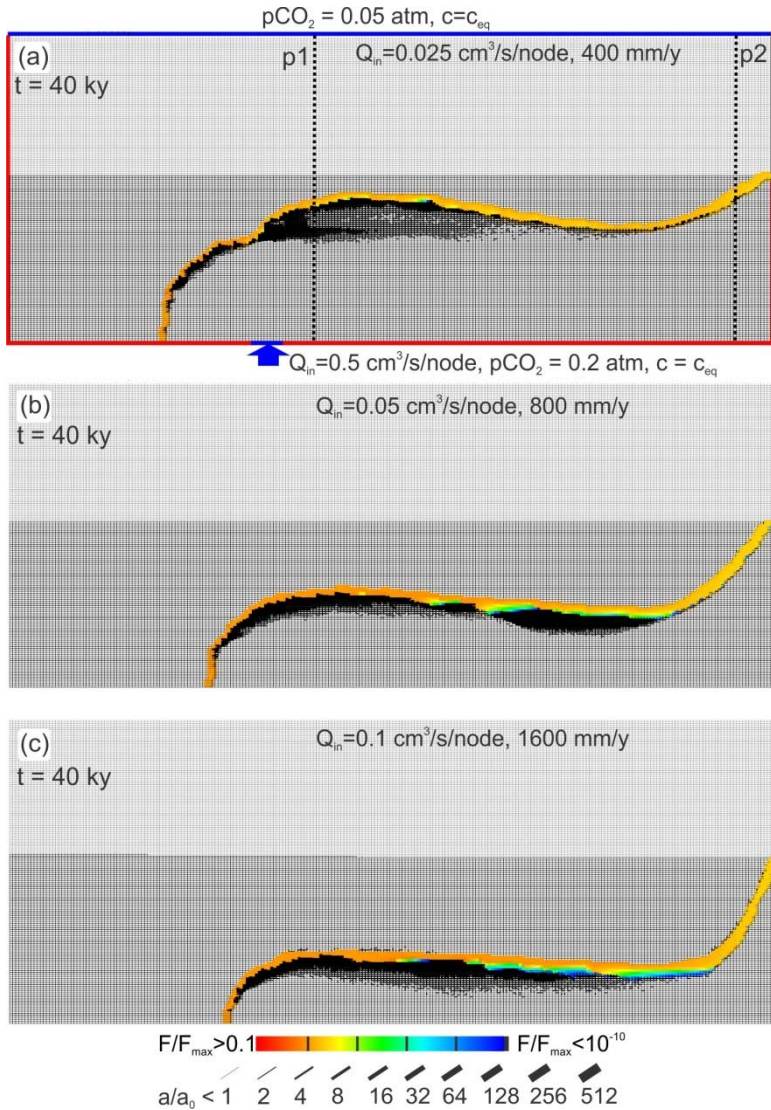 pCO₂ = 0.05 atm, c=c_eq
(a)
p1
Q_in=0.025 cm³/s/node, 400 mm/y
p2
t = 40 ky
Q_in=0.5 cm³/s/node, pCO₂ = 0.2 atm, c = c_eq
(b)
Q_in=0.05 cm³/s/node, 800 mm/y
t = 40 ky
(c)
Q_in=0.1 cm³/s/node, 1600 mm/y
t = 40 ky
F/F_max>0.1 F/F_max<10⁻¹⁰
a/a₀ < 1 2 4 8 16 32 64 128 256 512